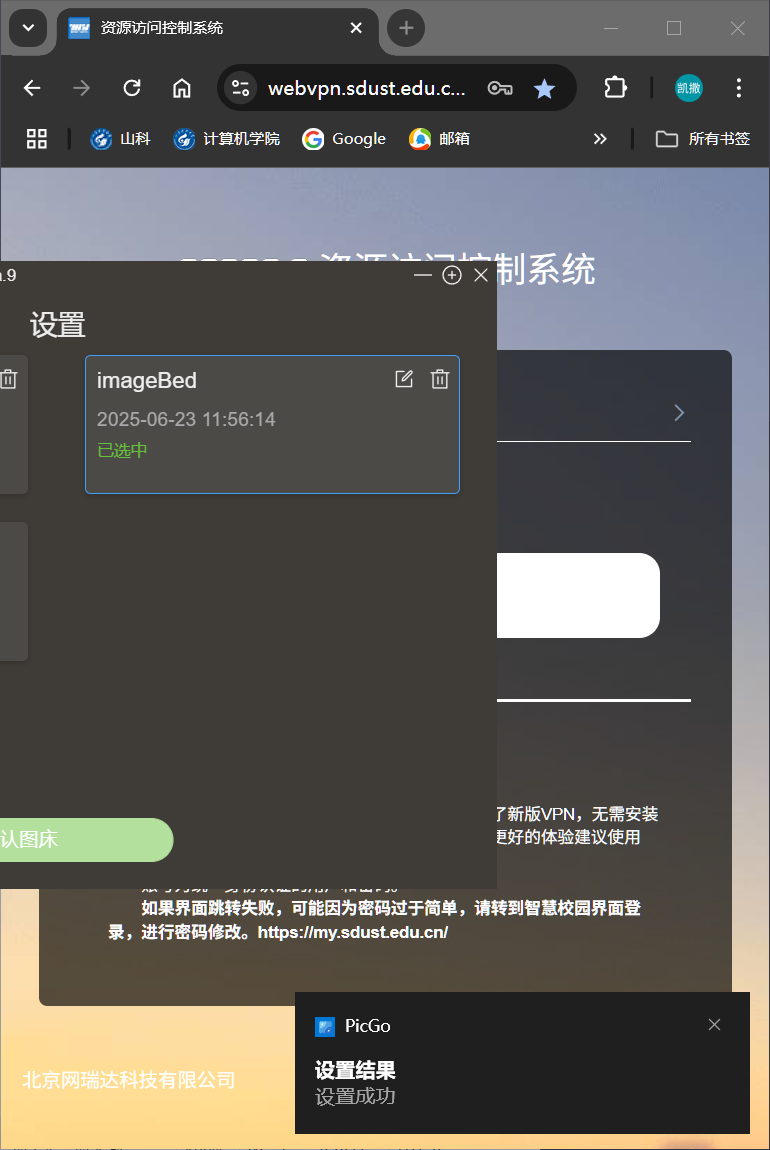 资源访问控制系统
webvpn.sdust.edu.c...
凯撒
山科
计算机学院
Google
邮箱
所有书签
资源访问控制系统
.9
设置
imageBed
2025-06-23 11:56:14
已选中
了新版VPN，无需安装
更好的体验建议使用
认图床
如果界面跳转失败，可能因为密码过于简单，请转到智慧校园界面登
录，进行密码修改。https://my.sdust.edu.cn/
PicGo
设置结果
设置成功
北京网瑞达科技有限公司